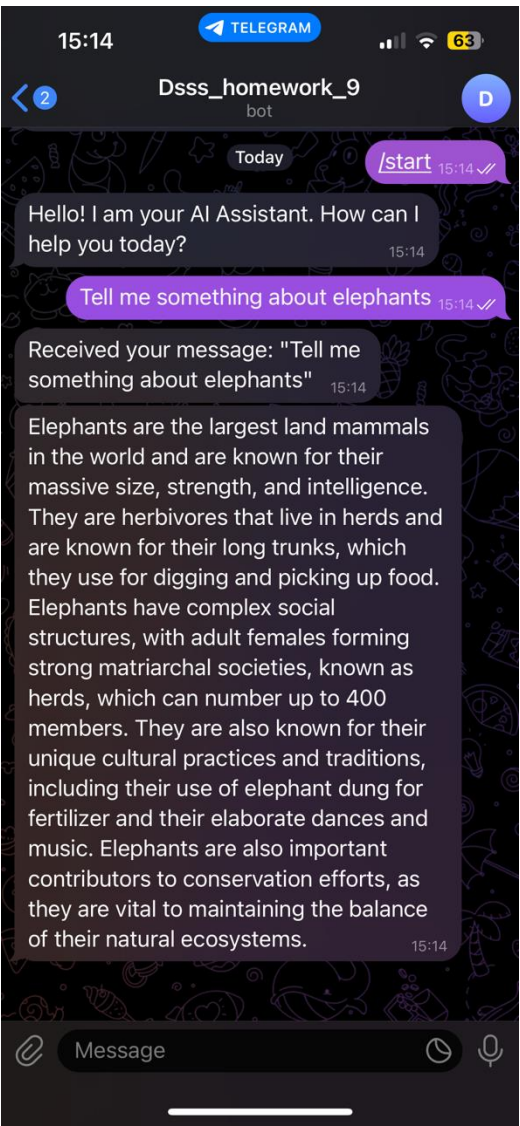 15:14
TELEGRAM
63
2
Dsss_homework_9
bot
D
Today
/start 15:14
Hello! I am your AI Assistant. How can I
help you today?
15:14
Tell me something about elephants 15:14
Received your message: "Tell me
something about elephants" 15:14
Elephants are the largest land mammals
in the world and are known for their
massive size, strength, and intelligence.
They are herbivores that live in herds and
are known for their long trunks, which
they use for digging and picking up food.
Elephants have complex social
structures, with adult females forming
strong matriarchal societies, known as
herds, which can number up to 400
members. They are also known for their
unique cultural practices and traditions,
including their use of elephant dung for
fertilizer and their elaborate dances and
music. Elephants are also important
contributors to conservation efforts, as
they are vital to maintaining the balance
of their natural ecosystems.
15:14
Message